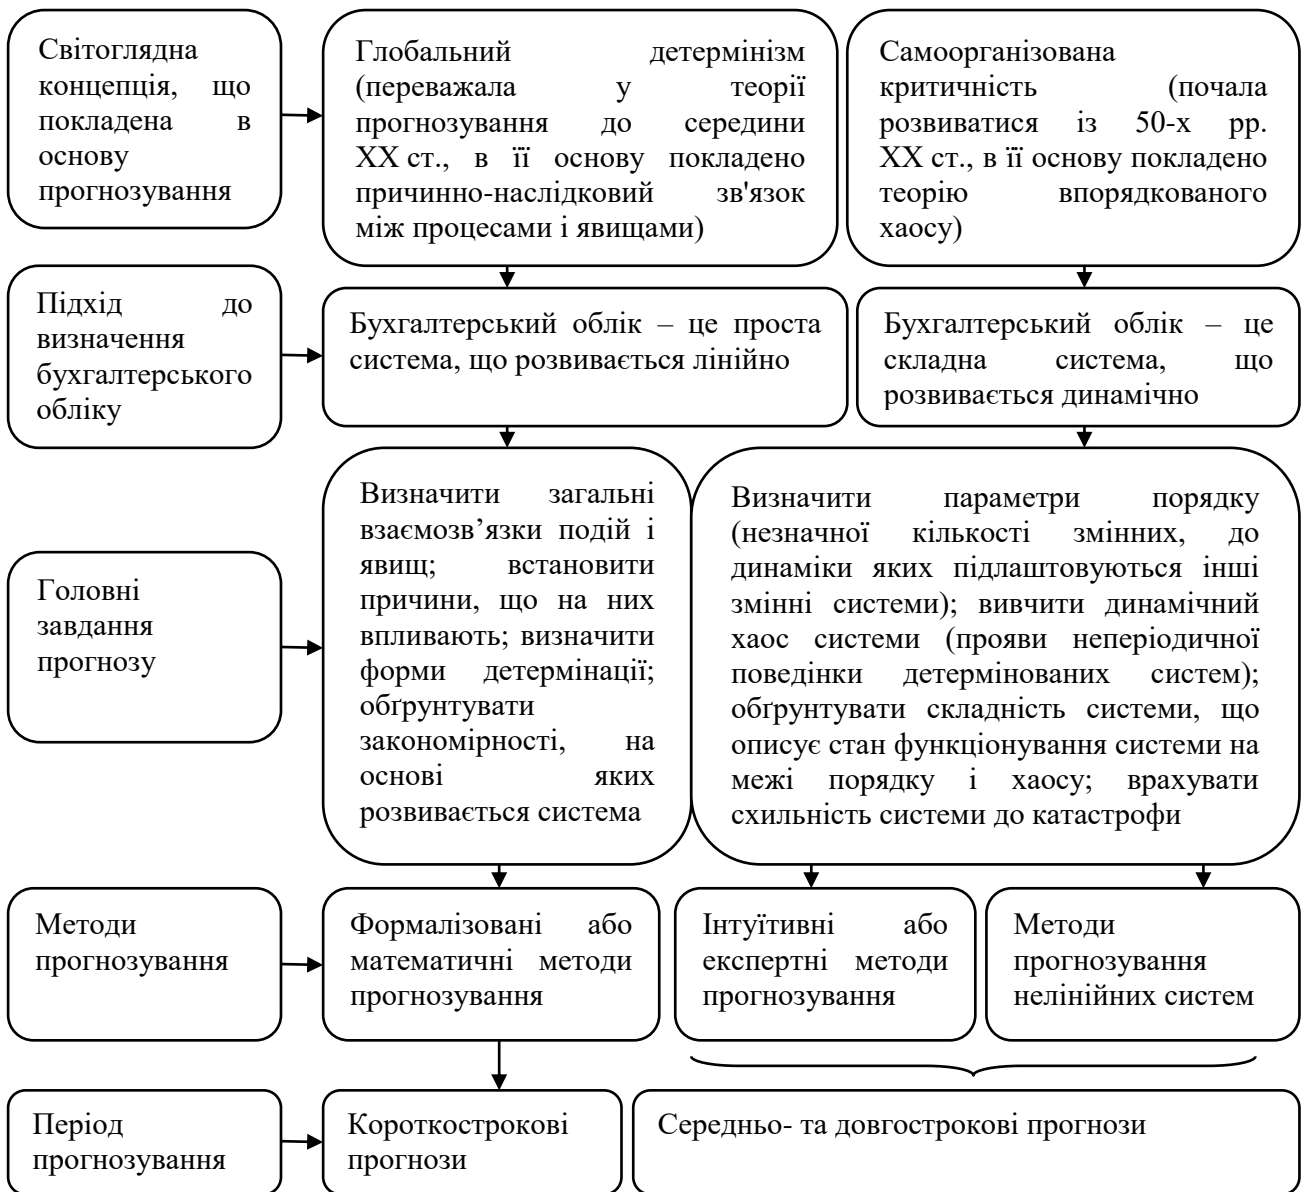 Світоглядна
концепція, що
покладена в
основу
прогнозування
Глобальний детермінізм
(переважала у теорії
прогнозування до середини
ХХ ст., в її основу покладено
причинно-наслідковий зв'язок
між процесами і явищами)
Самоорганізована
критичність (почала
розвиватися із 50-х рр.
ХХ ст., в її основу покладено
теорію впорядкованого
хаосу)
Підхід до
визначення
бухгалтерського
обліку
Бухгалтерський облік – це проста
система, що розвивається лінійно
Бухгалтерський облік – це
складна система, що
розвивається динамічно
Головні
завдання
прогнозу
Визначити загальні
взаємозв’язки подій і
явищ; встановити
причини, що на них
впливають; визначити
форми детермінації;
обґрунтувати
закономірності, на
основі яких
розвивається система
Визначити параметри порядку
(незначної кількості змінних, до
динаміки яких підлаштовуються інші
змінні системи); вивчити динамічний
хаос системи (прояви неперіодичної
поведінки детермінованих систем);
обґрунтувати складність системи, що
описує стан функціонування системи на
межі порядку і хаосу; врахувати
схильність системи до катастрофи
Методи
прогнозування
Формалізовані або
математичні методи
прогнозування
Інтуїтивні або
експертні методи
прогнозування
Методи
прогнозування
нелінійних систем
Період
прогнозування
Короткострокові
прогнози
Середньо- та довгострокові прогнози